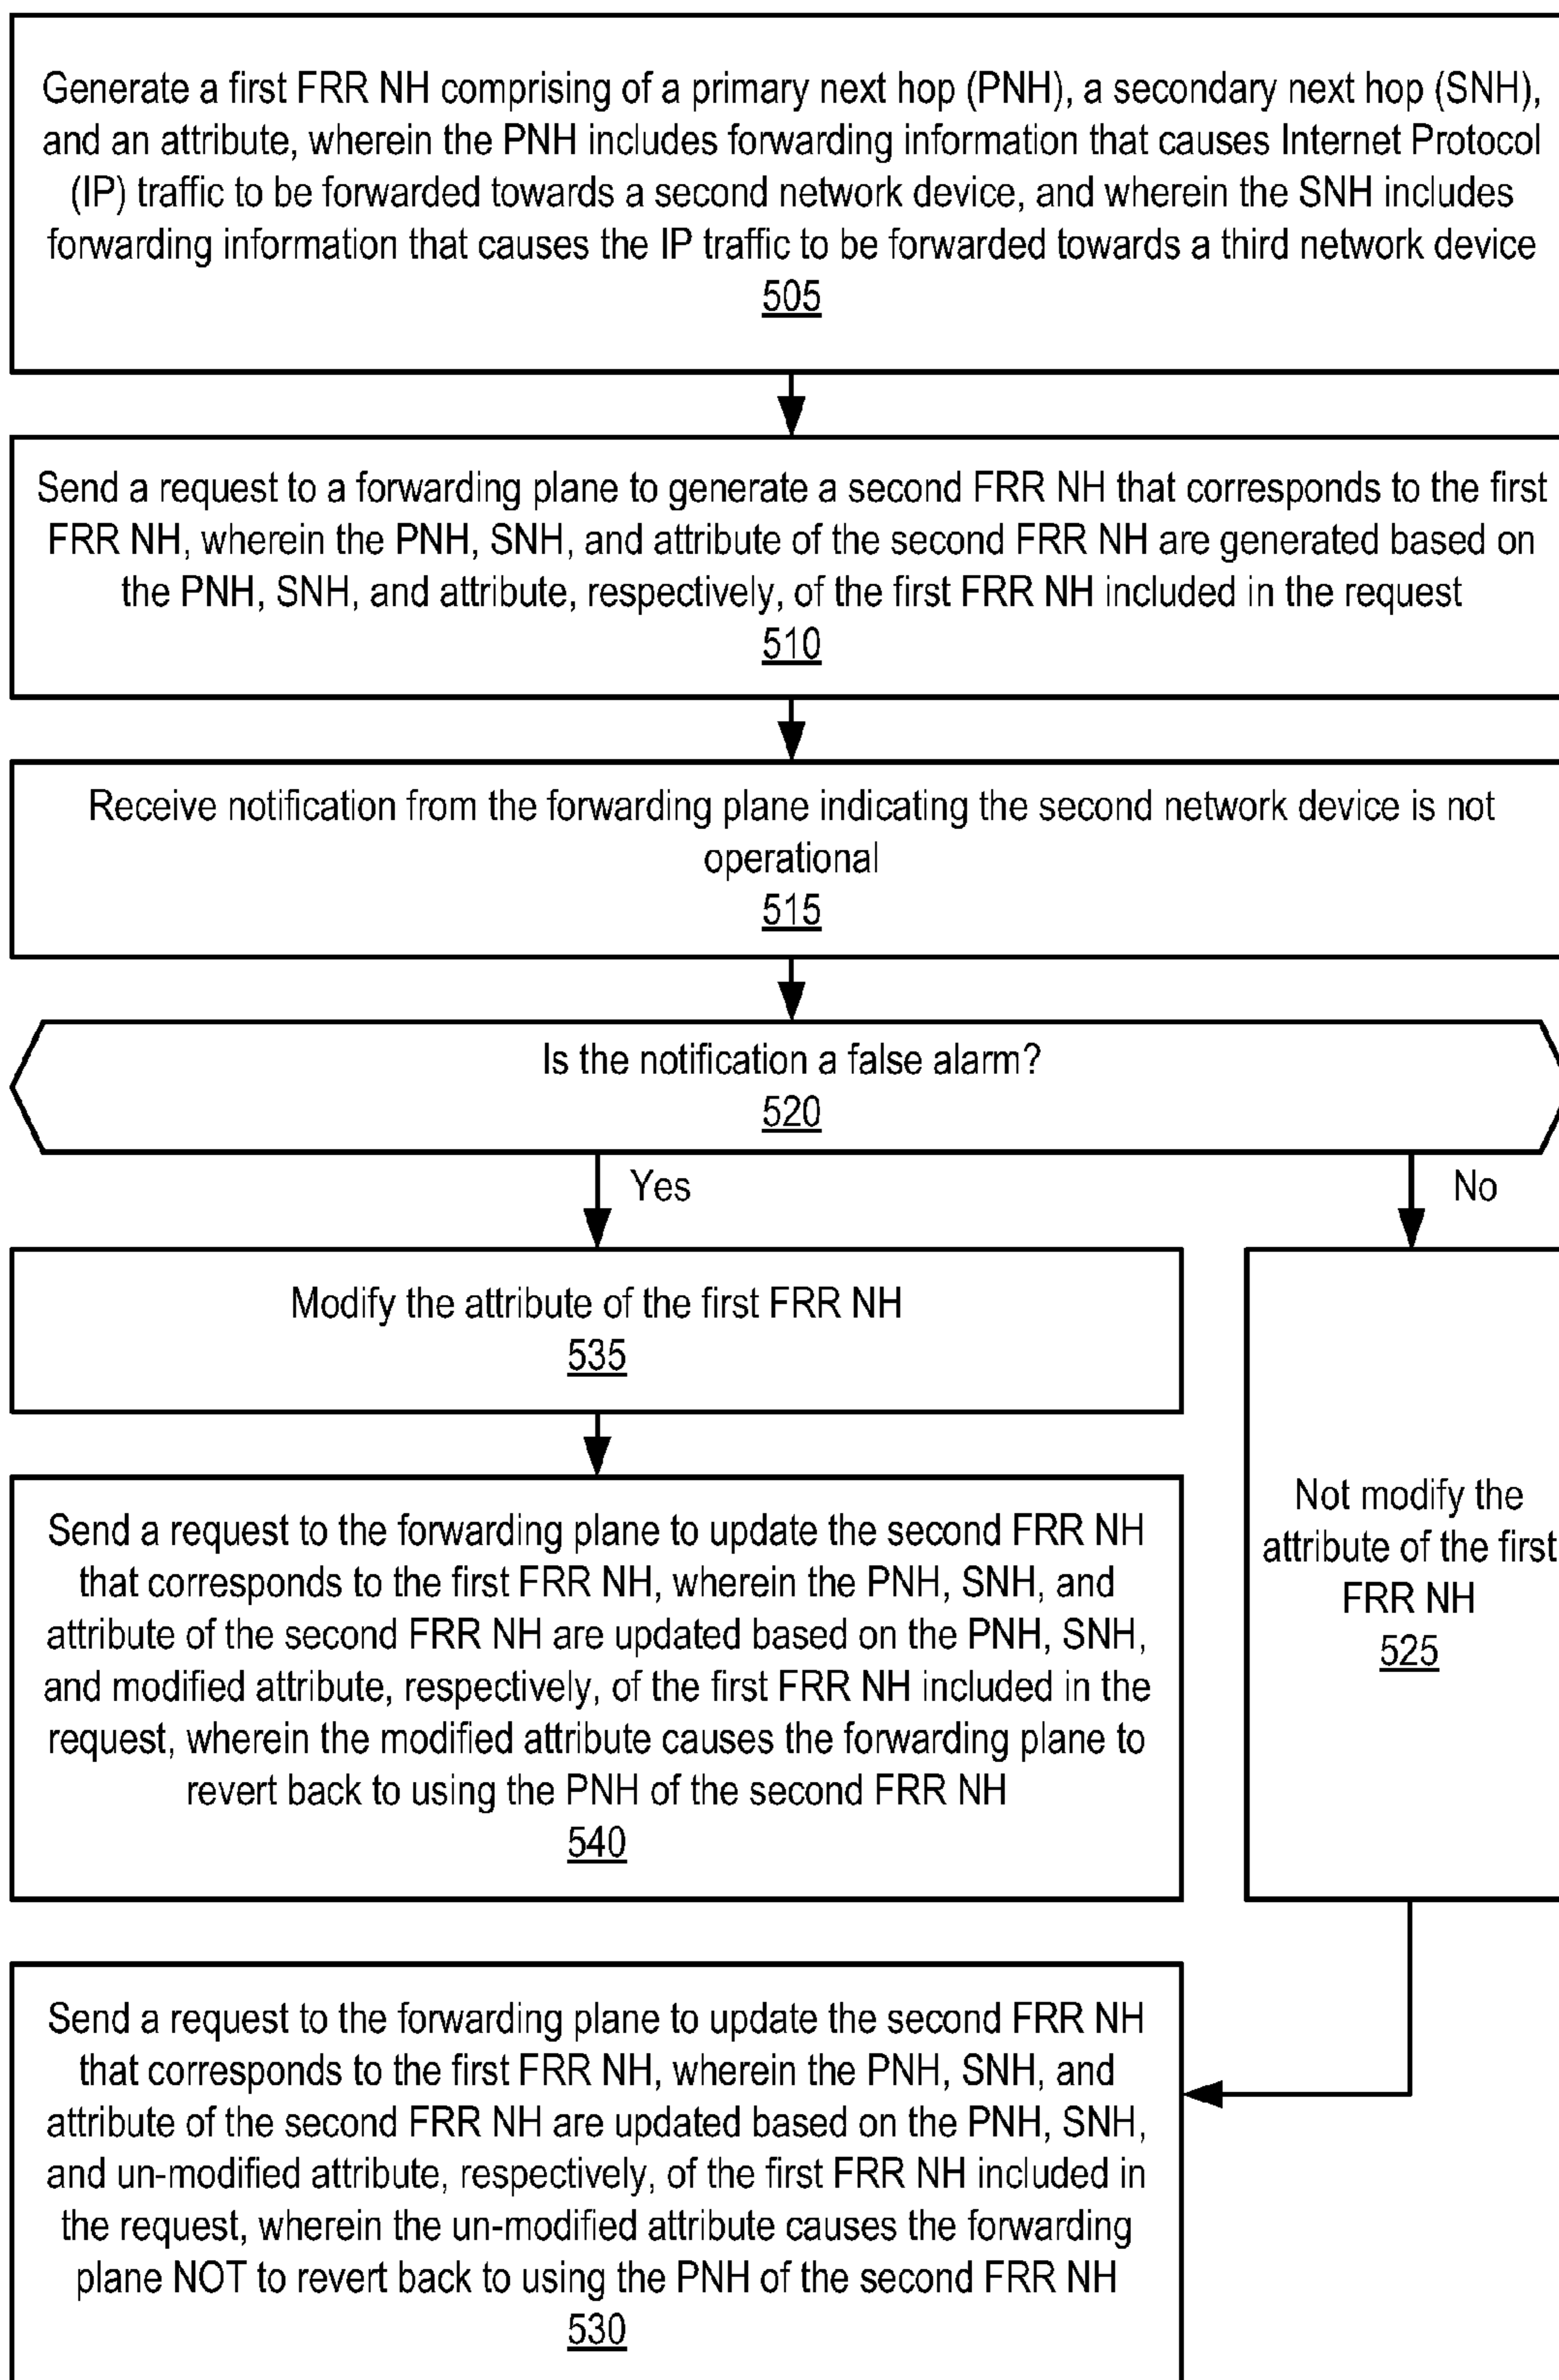 Generate a first FRR NH comprising of a primary next hop (PNH), a secondary next hop (SNH),
and an attribute, wherein the PNH includes forwarding information that causes Internet Protocol
(IP) traffic to be forwarded towards a second network device, and wherein the SNH includes
forwarding information that causes the IP traffic to be forwarded towards a third network device
505
Send a request to a forwarding plane to generate a second FRR NH that corresponds to the first
FRR NH, wherein the PNH, SNH, and attribute of the second FRR NH are generated based on
the PNH, SNH, and attribute, respectively, of the first FRR NH included in the request
510
Receive notification from the forwarding plane indicating the second network device is not
operational
515
Is the notification a false alarm?
520
Yes
No
Modify the attribute of the first FRR NH
535
Send a request to the forwarding plane to update the second FRR NH
that corresponds to the first FRR NH, wherein the PNH, SNH, and
attribute of the second FRR NH are updated based on the PNH, SNH,
and modified attribute, respectively, of the first FRR NH included in the
request, wherein the modified attribute causes the forwarding plane to
revert back to using the PNH of the second FRR NH
540
Not modify the
attribute of the first
FRR NH
525
Send a request to the forwarding plane to update the second FRR NH
that corresponds to the first FRR NH, wherein the PNH, SNH, and
attribute of the second FRR NH are updated based on the PNH, SNH,
and un-modified attribute, respectively, of the first FRR NH included in
the request, wherein the un-modified attribute causes the forwarding
plane NOT to revert back to using the PNH of the second FRR NH
530